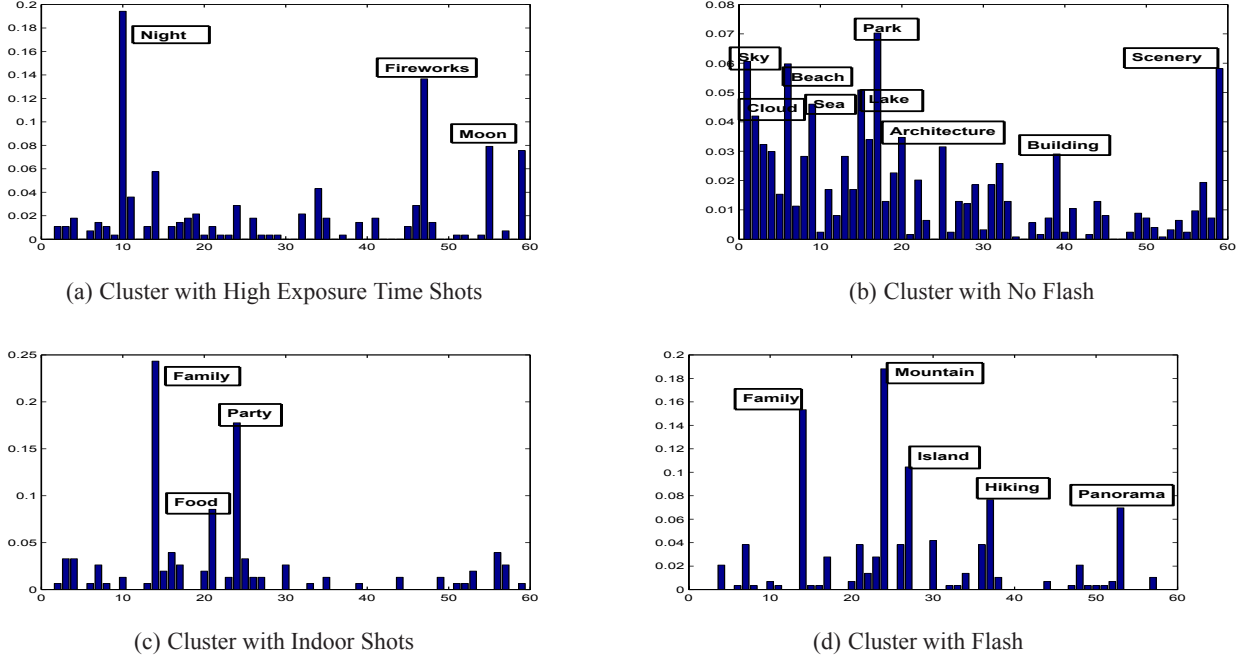 0.2
0.18
0.16
0.14
0.12
0.1
0.08
0.06
0.04
0.02
0
0 10 20 30 40 50 60
Night
Fireworks
Moon
(a) Cluster with High Exposure Time Shots
0.08
0.07
0.06
0.05
0.04
0.03
0.02
0.01
0
0 10 20 30 40 50 60
Sky
Park
Scenery
Beach
Cloud
Sea
Lake
Architecture
Building
(b) Cluster with No Flash
0.25
0.2
0.15
0.1
0.05
0
0 10 20 30 40 50 60
Family
Party
Food
(c) Cluster with Indoor Shots
0.2
0.18
0.16
0.14
0.12
0.1
0.08
0.06
0.04
0.02
0
0 10 20 30 40 50 60
Mountain
Family
Island
Hiking
Panorama
(d) Cluster with Flash